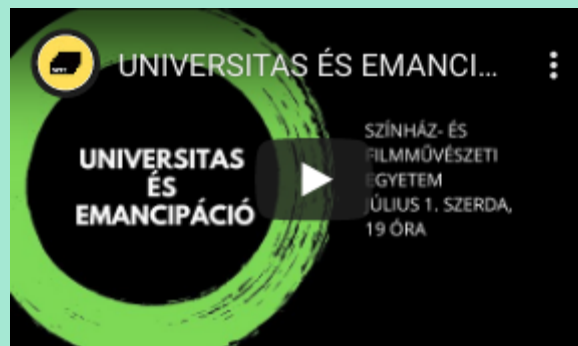 UNIVERSITAS ÉS EMANCI...
UNIVERSITAS
ÉS
EMANCIPÁCIÓ
SZÍNHÁZ- ÉS
FILMMŰVÉSZETI
EGYETEM
JÚLIUS 1. SZERDA,
19 ÓRA